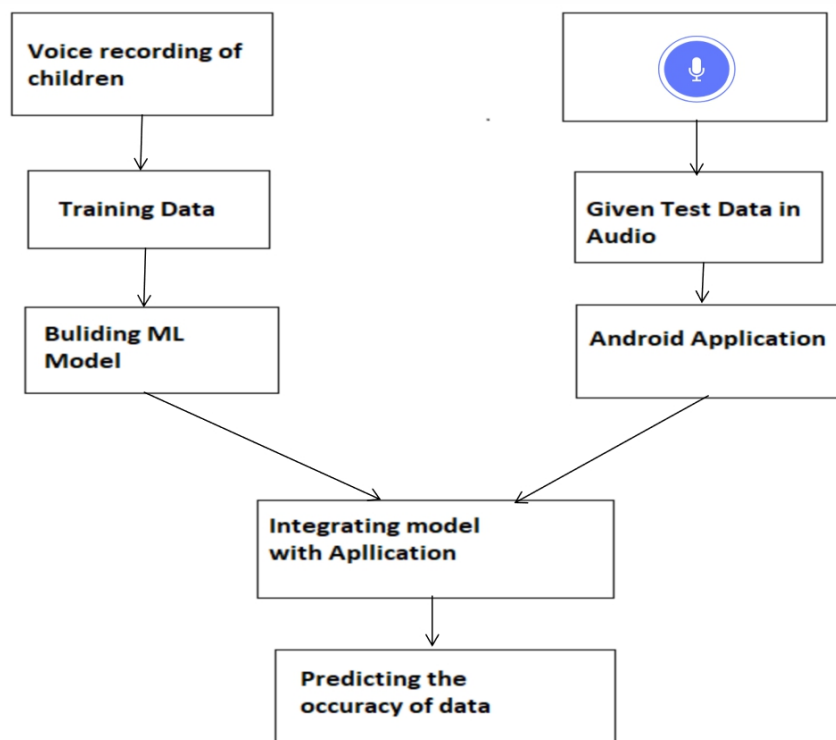 Voice recording of
children
Training Data
Given Test Data in
Audio
Buliding ML
Model
Android Application
Integrating model
with Apllication
Predicting the
occuracy of data